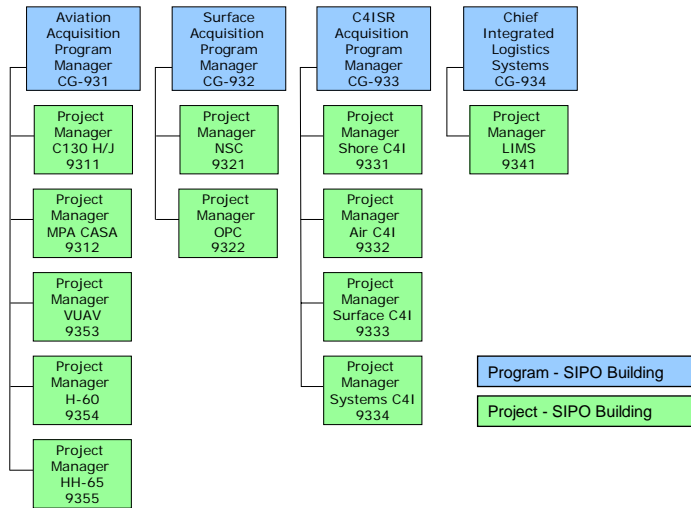 Aviation
Acquisition
Program
Manager
CG-931
Surface
Acquisition
Program
Manager
CG-932
C4ISR
Acquisition
Program
Manager
CG-933
Chief
Integrated
Logistics
Systems
CG-934
Project
Manager
C130 H/J
9311
Project
Manager
NSC
9321
Project
Manager
Shore C4I
9331
Project
Manager
LIMS
9341
Project
Manager
MPA CASA
9312
Project
Manager
OPC
9322
Project
Manager
Air C4I
9332
Project
Manager
VUAV
9353
Project
Manager
Surface C4I
9333
Project
Manager
H-60
9354
Project
Manager
Systems C4I
9334
Program - SIPO Building
Project - SIPO Building
Project
Manager
HH-65
9355